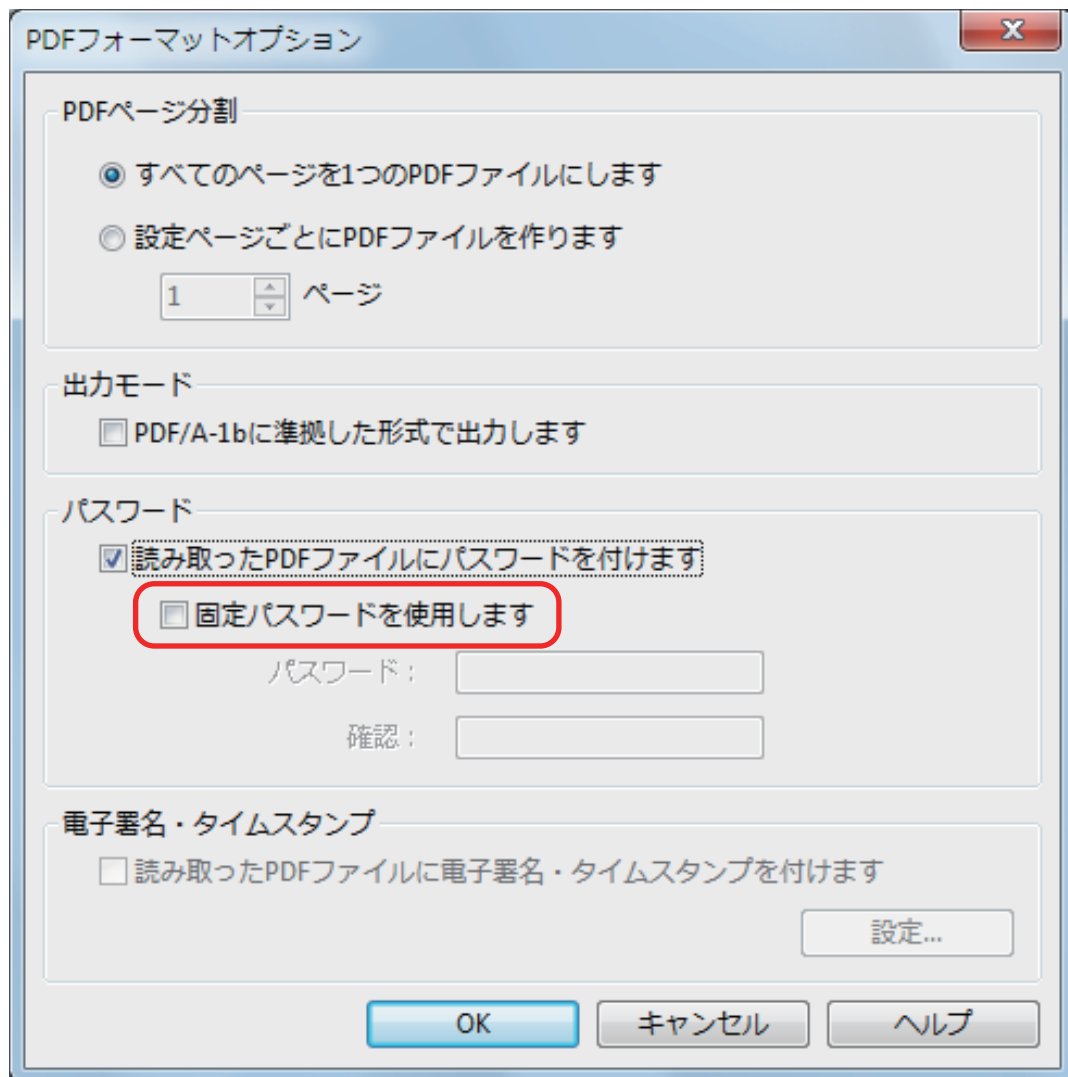 PDFフォーマットオプション
PDFページ分割
すべてのページを1つのPDFファイルにします
設定ページごとにPDFファイルを作ります
1 ページ
出力モード
PDF/A-1bに準拠した形式で出力します
パスワード
読み取ったPDFファイルにパスワードを付けます
固定パスワードを使用します
パスワード：
確認：
電子署名・タイムスタンプ
読み取ったPDFファイルに電子署名・タイムスタンプを付けます
設定...
OK キャンセル ヘルプ